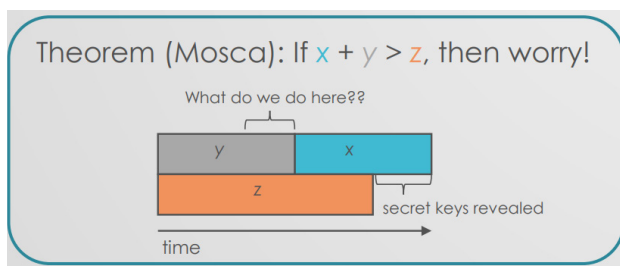 Theorem (Mosca): If x + y > z, then worry!
What do we do here??
y
x
z
secret keys revealed
time